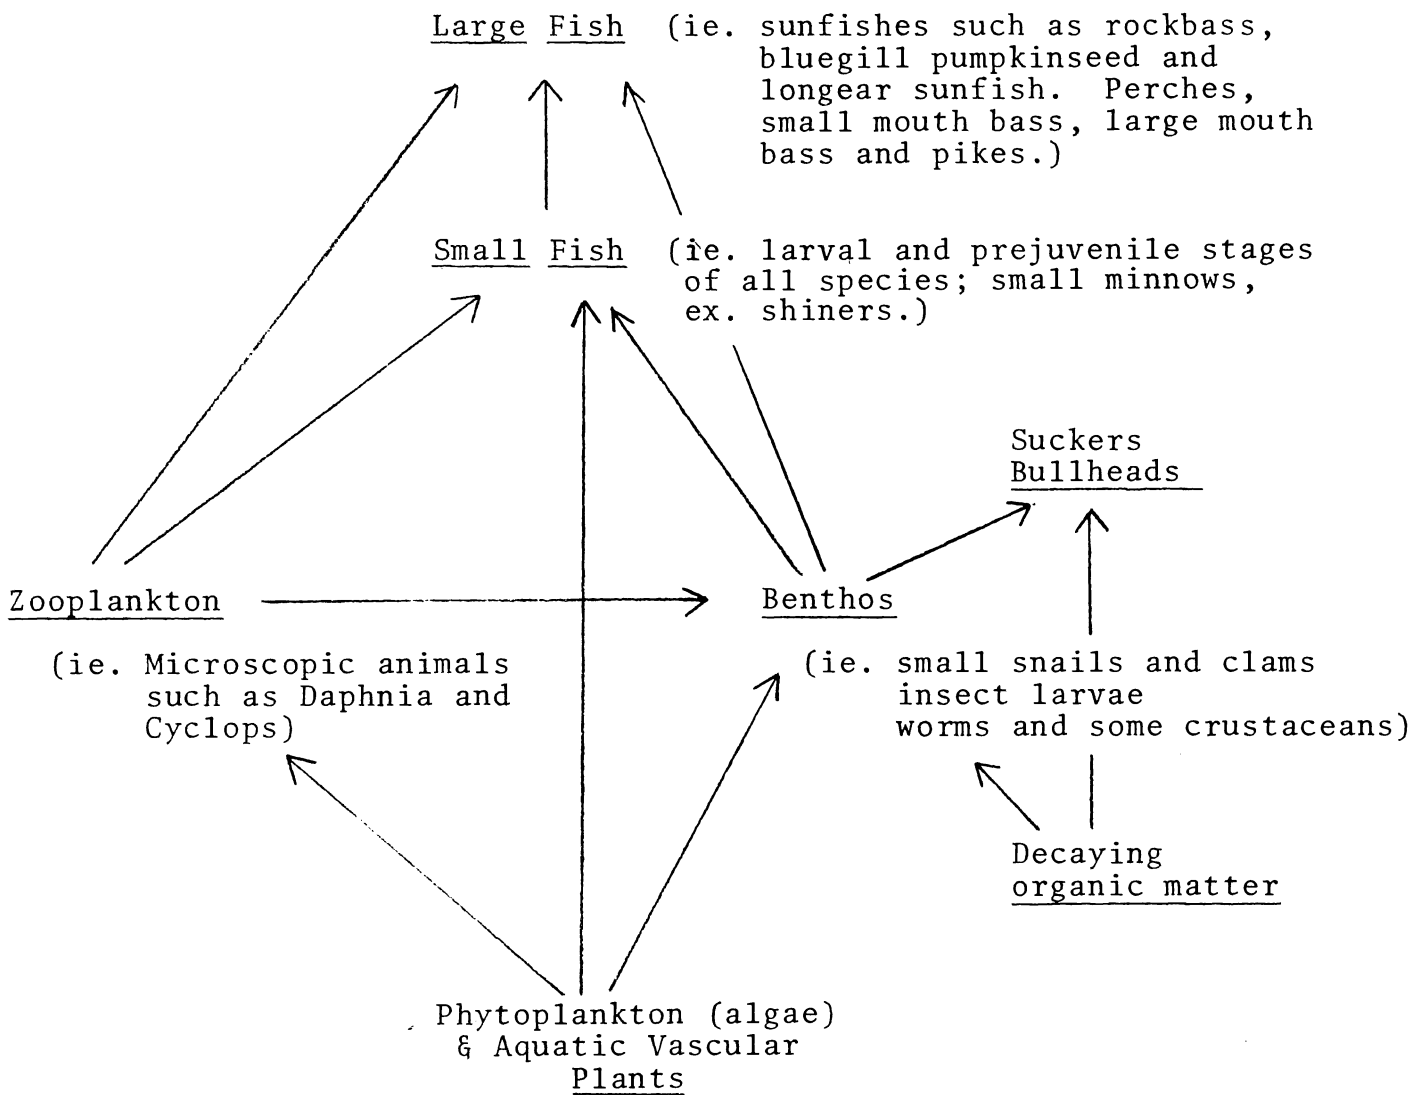 Large Fish (ie. sunfishes such as rockbass,
bluegill pumpkinseed and
longear sunfish. Perches,
small mouth bass, large mouth
bass and pikes.)
Small Fish (ie. larval and prejuvenile stages
of all species; small minnows,
ex. shiners.)
Suckers
Bullheads
Zooplankton
(ie. Microscopic animals
such as Daphnia and
Cyclops)
Benthos
(ie. small snails and clams
insect larvae
worms and some crustaceans)
Decaying
organic matter
Phytoplankton (algae)
& Aquatic Vascular
Plants